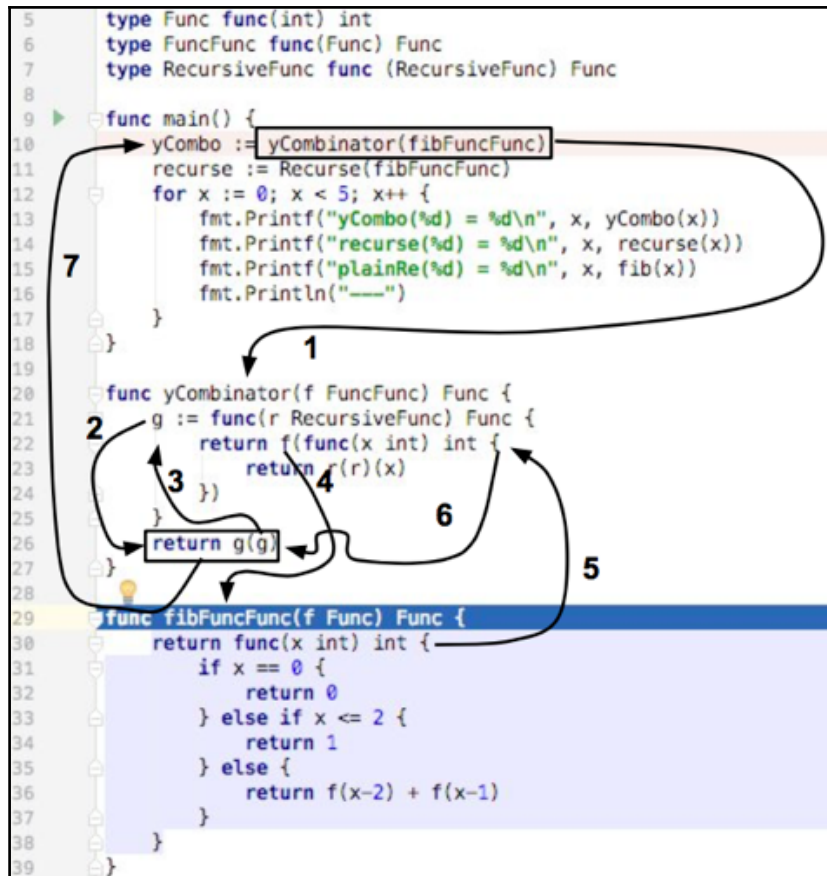 5 type Func func(int) int
6 type FuncFunc func(Func) Func
7 type RecursiveFunc func (RecursiveFunc) Func
8
9 func main() {
10 yCombo := yCombinator(fibFuncFunc)
11 recurse := Recurse(fibFuncFunc)
12 for x := 0; x < 5; x++ {
13 fmt.Printf("yCombo(%d) = %d\n", x, yCombo(x))
14 fmt.Printf("recurse(%d) = %d\n", x, recurse(x))
15 fmt.Printf("plainRe(%d) = %d\n", x, fib(x))
7
16 fmt.Println("---")
17 }
18 }
1
19
20 func yCombinator(f FuncFunc) Func {
21 g := func(r RecursiveFunc) Func {
2
22 return f(func(x int) int {
23 return r(r)(x)
3
4
24 })
6
25 }
26 return g(g)
27 }
5
28
29 func fibFuncFunc(f Func) Func {
30 return func(x int) int {
31 if x == 0 {
32 return 0
33 } else if x <= 2 {
34 return 1
35 } else {
36 return f(x-2) + f(x-1)
37 }
38 }
39 }